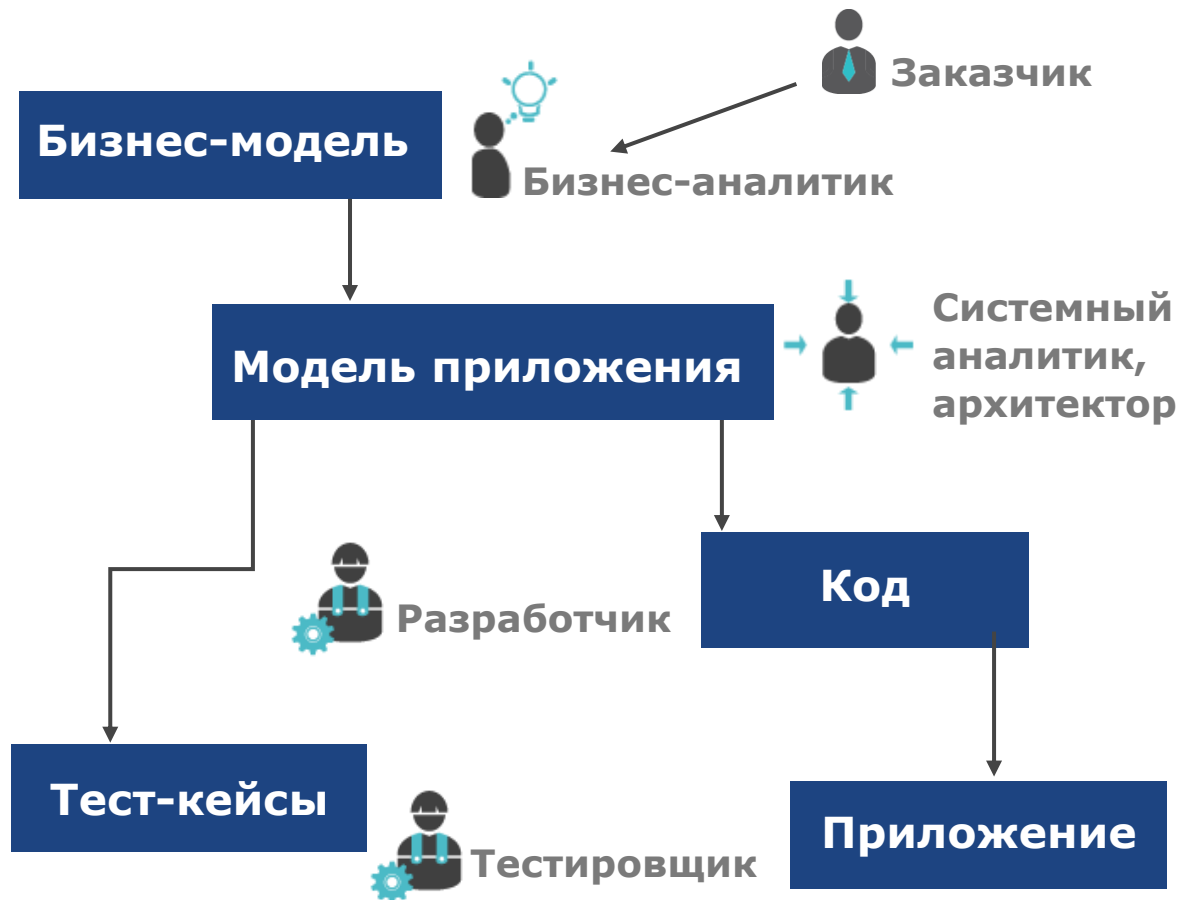 Заказчик
Бизнес-модель
Бизнес-аналитик
Модель приложения
Системный
аналитик,
архитектор
Код
Разработчик
Тест-кейсы
Приложение
Тестировщик